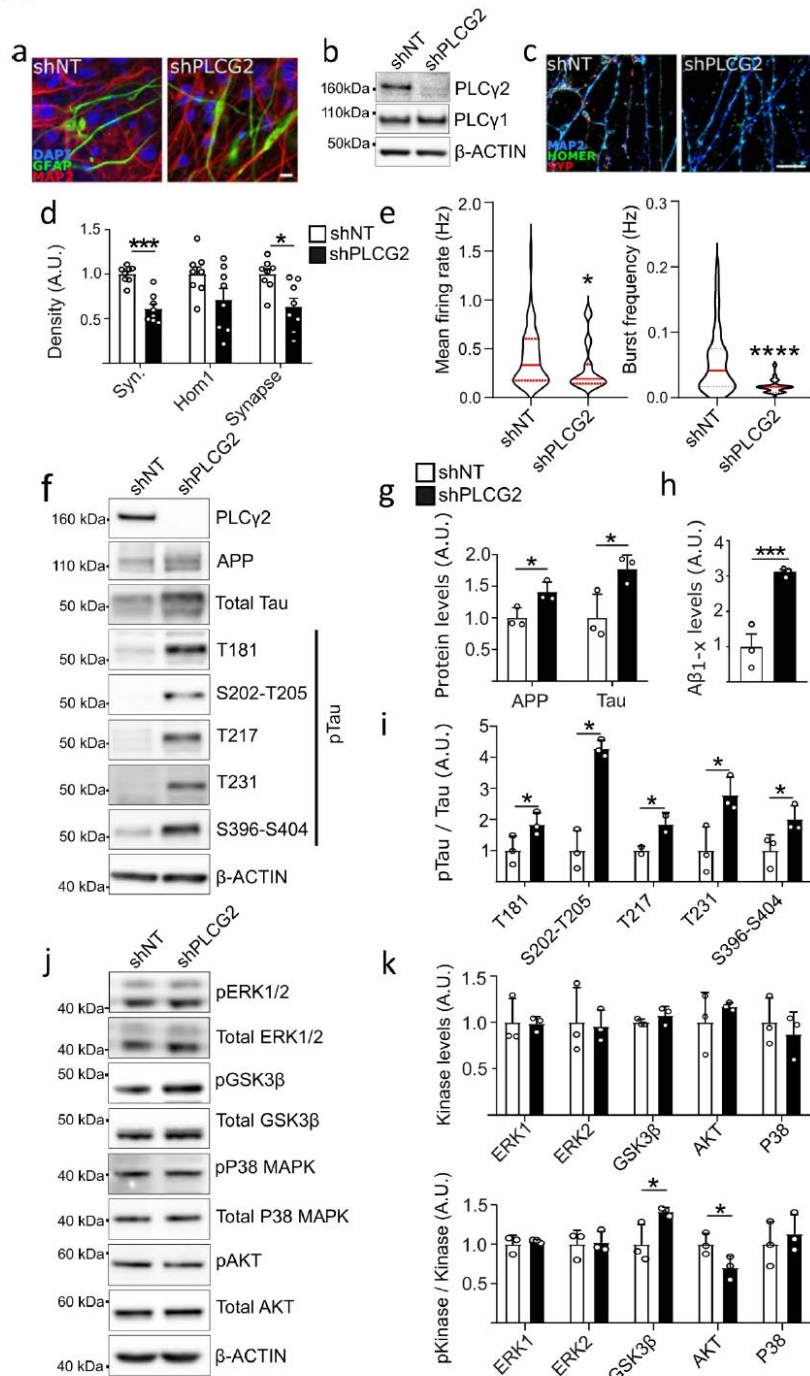 a
shNT
shPLCG2
DAPI
GFAP
MAP2
b
shNT
shPLCG2
160kDa
PLCγ2
110kDa
PLCγ1
50kDa
β-ACTIN
c
shNT
shPLCG2
MAP2
HOMER
SYP
d
Density (A.U.)
1.5
1.0
0.5
***
*
shNT
shPLCG2
Syn.
Hom1
Synapse
e
Mean firing rate (Hz)
2.0
1.5
1.0
0.5
0.0
*
shNT
shPLCG2
Burst frequency (Hz)
0.3
0.2
0.1
0.0
****
shNT
shPLCG2
f
shNT
shPLCG2
160 kDa
PLCγ2
110 kDa
APP
50 kDa
Total Tau
50 kDa
T181
50 kDa
S202-T205
50 kDa
T217
50 kDa
T231
50 kDa
S396-S404
pTau
40 kDa
β-ACTIN
shNT
shPLCG2
g
Protein levels (A.U.)
2.0
1.5
1.0
0.5
*
*
APP
Tau
h
Aβ1-x levels (A.U.)
3
2
1
***
i
pTau / Tau (A.U.)
5
4
3
2
1
*
*
*
*
*
T181
S202-T205
T217
T231
S396-S404
j
shNT
shPLCG2
40 kDa
pERK1/2
40 kDa
Total ERK1/2
50 kDa
pGSK3β
50 kDa
Total GSK3β
40 kDa
pP38 MAPK
40 kDa
Total P38 MAPK
60 kDa
pAKT
60 kDa
Total AKT
40 kDa
β-ACTIN
k
Kinase levels (A.U.)
1.5
1.0
0.5
ERK1
ERK2
GSK3β
AKT
P38
pKinase / Kinase (A.U.)
1.5
1.0
0.5
*
*
ERK1
ERK2
GSK3β
AKT
P38